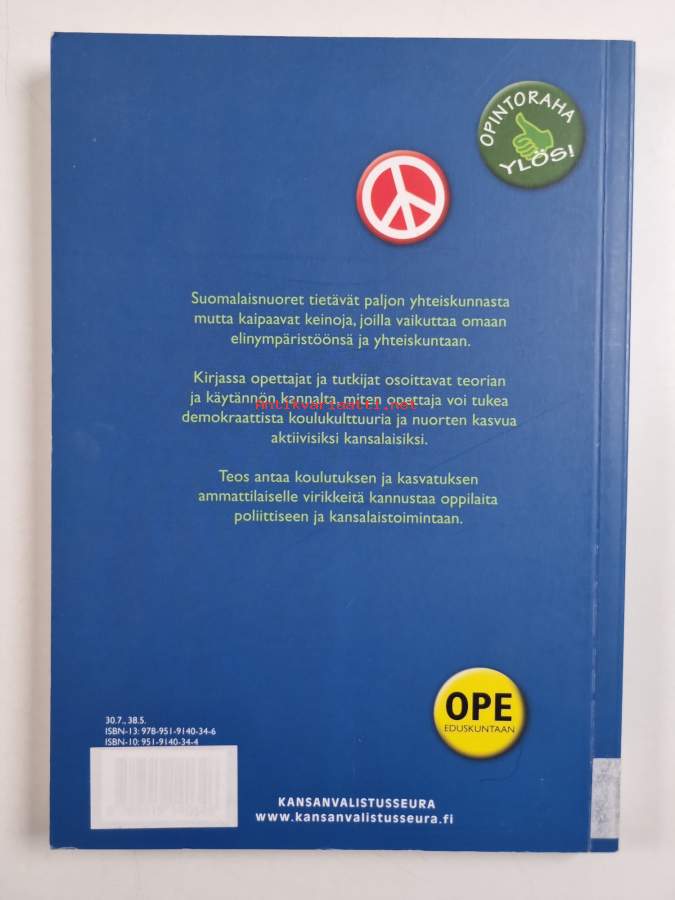 OPINTORAHA
YLÖS!
Suomalaisnuoret tietävät paljon yhteiskunnasta
mutta kaipaavat keinoja, joilla vaikuttaa omaan
elinympäristöönsä ja yhteiskuntaan.
Kirjassa opettajat ja tutkijat osoittavat teorian
ja käytännön kannalta, miten opettaja voi tukea
Antikvariaatti.net
demokraattista koulukulttuuria ja nuorten kasvua
aktiivisiksi kansalaisiksi.
Teos antaa koulutuksen ja kasvatuksen
ammattilaiselle virikkeitä kannustaa oppilaita
poliittiseen ja kansalaistoimintaan.
OPE
EDUSKUNTAAN
30.7., 38.5.
ISBN-13: 978-951-9140-34-6
ISBN-10: 951-9140-34-4
KANSANVALISTUSSEURA
www.kansanvalistusseura.fi